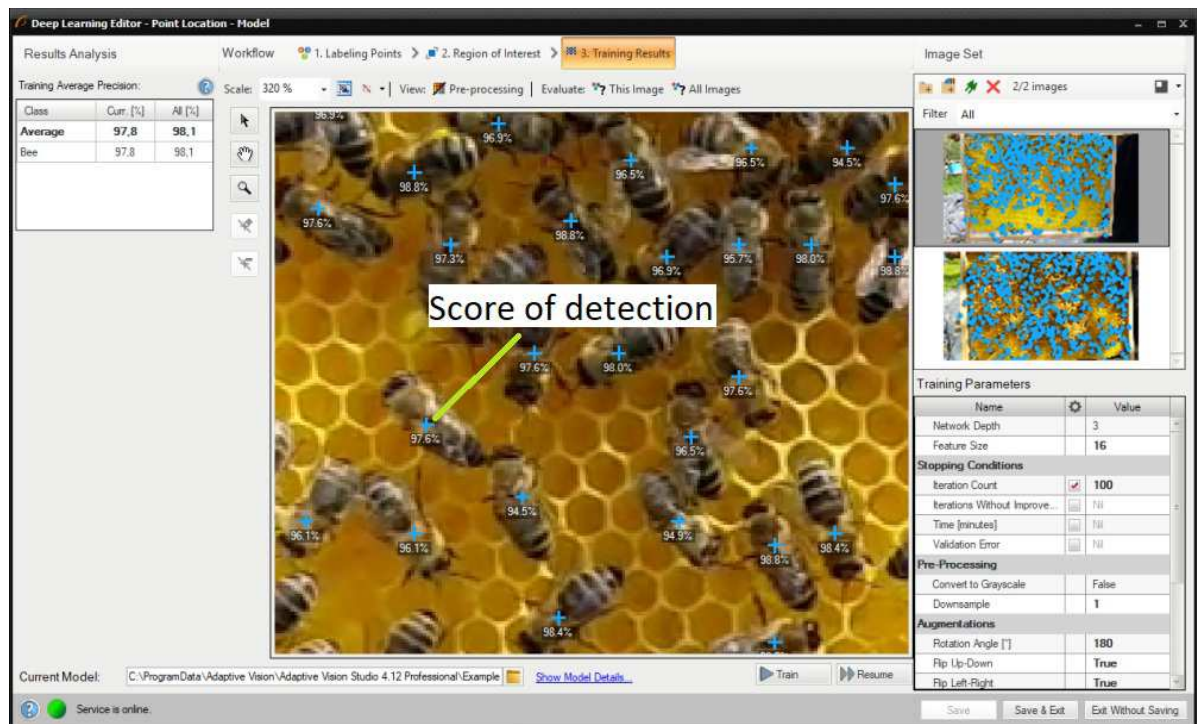 Deep Learning Editor - Point Location - Model
Results Analysis
Workflow
1. Labeling Points
2. Region of Interest
3. Training Results
Image Set
Training Average Precision:
Class Curr. [%] All [%]
Average 97,8 98,1
Bee 97,8 98,1
Scale: 320 %
View: Pre-processing
Evaluate: This Image All Images
2/2 images
Filter All
96.9%
96.9%
96.5%
96.5%
94.5%
98.8%
97.6%
97.6%
98.8%
97.3%
96.9%
95.7%
98.0%
98.8%
Score of detection
97.6%
98.0%
97.6%
97.6%
96.5%
94.5%
96.1%
96.1%
94.9%
98.8%
98.4%
98.4%
Training Parameters
Name Value
Network Depth 3
Feature Size 16
Stopping Conditions
Iteration Count 100
Iterations Without Improve... Nil
Time [minutes] Nil
Validation Error Nil
Pre-Processing
Convert to Grayscale False
Downsample 1
Augmentations
Rotation Angle [°] 180
Flip Up-Down True
Flip Left-Right True
Current Model: C:\ProgramData\Adaptive Vision\Adaptive Vision Studio 4.12 Professional\Example
Show Model Details...
Train
Resume
Service is online.
Save
Save & Exit
Exit Without Saving